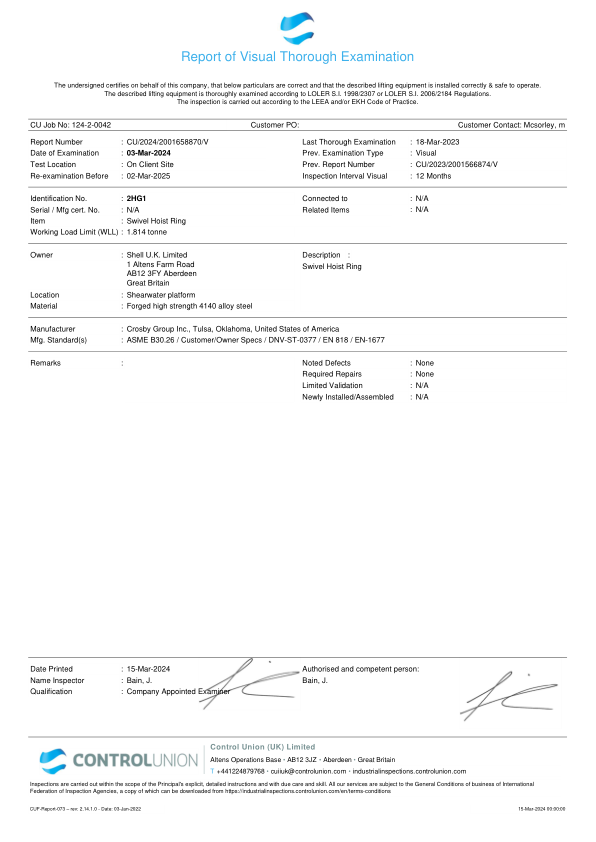 Report of Visual Thorough Examination
The undersigned certifies on behalf of this company, that below particulars are correct and that the described lifting equipment is installed correctly & safe to operate.
The described lifting equipment is thoroughly examined according to LOLER S.I. 1998/2307 or LOLER S.I. 2006/2184 Regulations.
The inspection is carried out according to the LEEA and/or EKH Code of Practice.
CU Job No: 124-2-0042 Customer PO: Customer Contact: Mcsorley, m
Report Number : CU/2024/2001658870/V Last Thorough Examination : 18-Mar-2023
Date of Examination : 03-Mar-2024 Prev. Examination Type : Visual
Test Location : On Client Site Prev. Report Number : CU/2023/2001566874/V
Re-examination Before : 02-Mar-2025 Inspection Interval Visual : 12 Months
Identification No. : 2HG1 Connected to : N/A
Serial / Mfg cert. No. : N/A Related Items : N/A
Item : Swivel Hoist Ring
Working Load Limit (WLL) : 1.814 tonne
Owner : Shell U.K. Limited Description :
1 Altens Farm Road Swivel Hoist Ring
AB12 3FY Aberdeen
Great Britain
Location : Shearwater platform
Material : Forged high strength 4140 alloy steel
Manufacturer : Crosby Group Inc., Tulsa, Oklahoma, United States of America
Mfg. Standard(s) : ASME B30.26 / Customer/Owner Specs / DNV-ST-0377 / EN 818 / EN-1677
Remarks : Noted Defects : None
Required Repairs : None
Limited Validation : N/A
Newly Installed/Assembled : N/A
Date Printed : 15-Mar-2024 Authorised and competent person:
Name Inspector : Bain, J. Bain, J.
Qualification : Company Appointed Examiner
CONTROLUNION
Control Union (UK) Limited
Altens Operations Base · AB12 3JZ · Aberdeen · Great Britain
T +441224879768 · cuiiuk@controlunion.com · industrialinspections.controlunion.com
Inspections are carried out within the scope of the Principal's explicit, detailed instructions and with due care and skill. All our services are subject to the General Conditions of business of International
Federation of Inspection Agencies, a copy of which can be downloaded from https://industrialinspections.controlunion.com/en/terms-conditions
CUF-Report-073 – rev: 2.14.1.0 - Date: 03-Jun-2022 15-Mar-2024 00:00:00